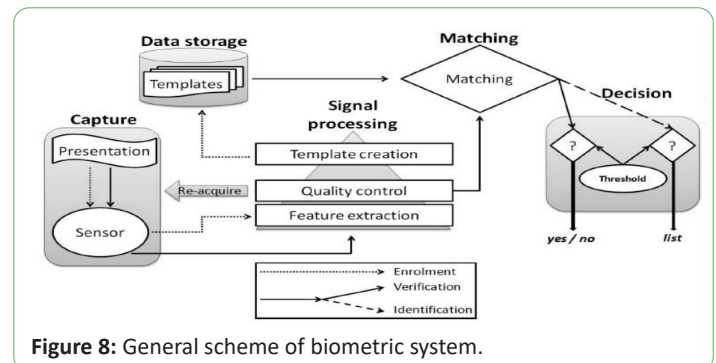 Data storage
Templates
Matching
Matching
Decision
?
?
Threshold
yes / no
list
Capture
Presentation
Sensor
Re-acquire
Signal
processing
Template creation
Quality control
Feature extraction
Enrolment
Verification
Identification
Figure 8: General scheme of biometric system.